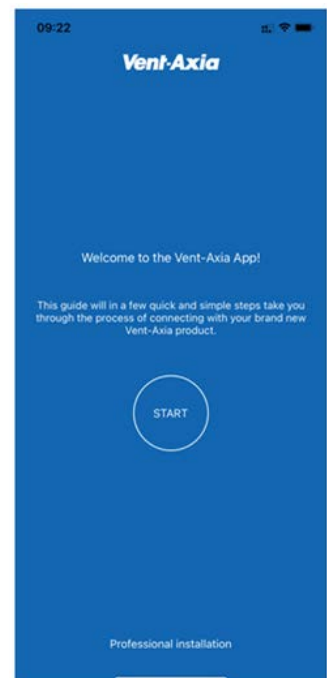 09:22
Vent-Axia
Welcome to the Vent-Axia App!
This guide will in a few quick and simple steps take you
through the process of connecting with your brand new
Vent-Axia product.
START
Professional installation